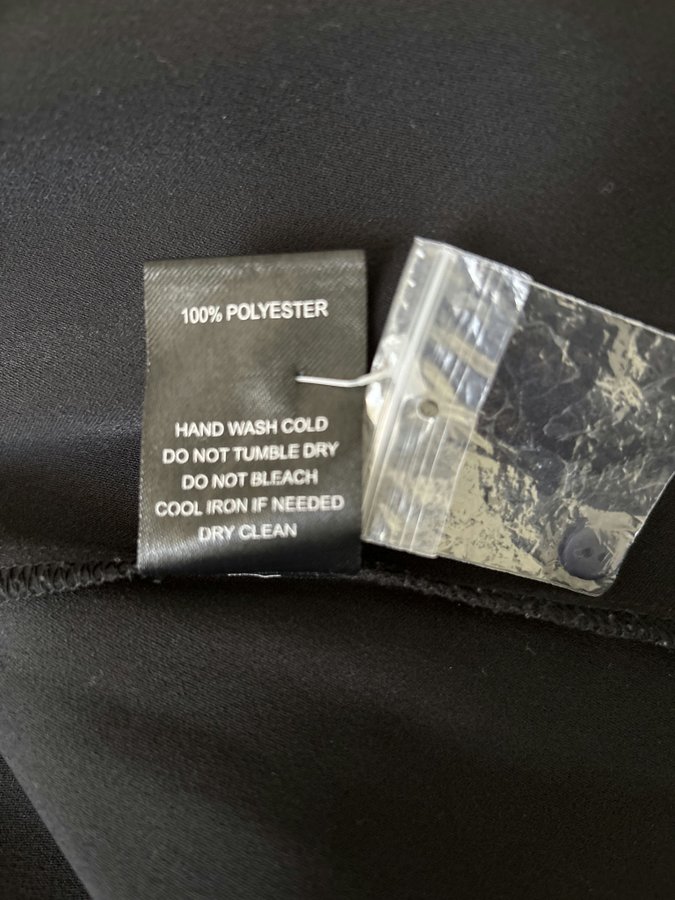 100% POLYESTER
HAND WASH COLD
DO NOT TUMBLE DRY
DO NOT BLEACH
COOL IRON IF NEEDED
DRY CLEAN